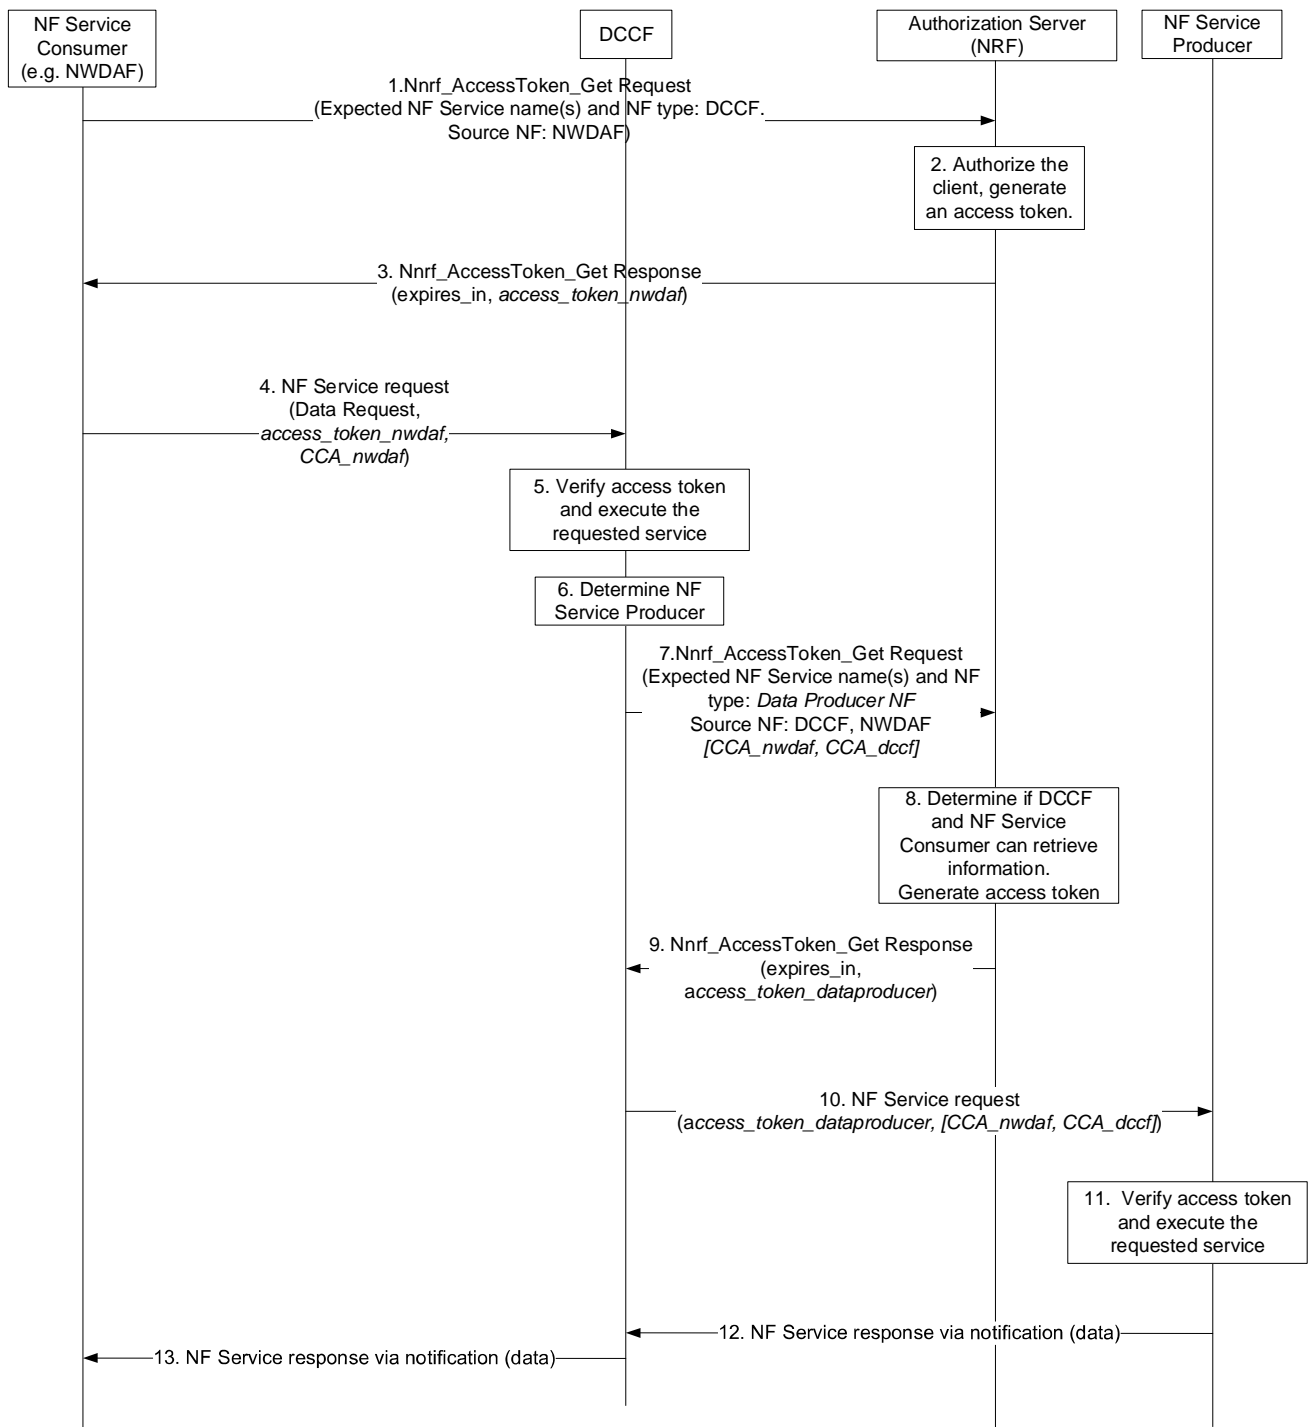 NF Service
Consumer
(e.g. NWDAF)
DCCF
Authorization Server
(NRF)
NF Service
Producer
1.Nnrf_AccessToken_Get Request
(Expected NF Service name(s) and NF type: DCCF.
Source NF: NWDAF)
2. Authorize the
client, generate
an access token.
3. Nnrf_AccessToken_Get Response
(expires_in, access_token_nwdaf)
4. NF Service request
(Data Request,
access_token_nwdaf,
CCA_nwdaf)
5. Verify access token
and execute the
requested service
6. Determine NF
Service Producer
7.Nnrf_AccessToken_Get Request
(Expected NF Service name(s) and NF
type: Data Producer NF
Source NF: DCCF, NWDAF
[CCA_nwdaf, CCA_dccf]
8. Determine if DCCF
and NF Service
Consumer can retrieve
information.
Generate access token
9. Nnrf_AccessToken_Get Response
(expires_in,
access_token_dataproducer)
10. NF Service request
(access_token_dataproducer, [CCA_nwdaf, CCA_dccf])
11. Verify access token
and execute the
requested service
12. NF Service response via notification (data)
13. NF Service response via notification (data)